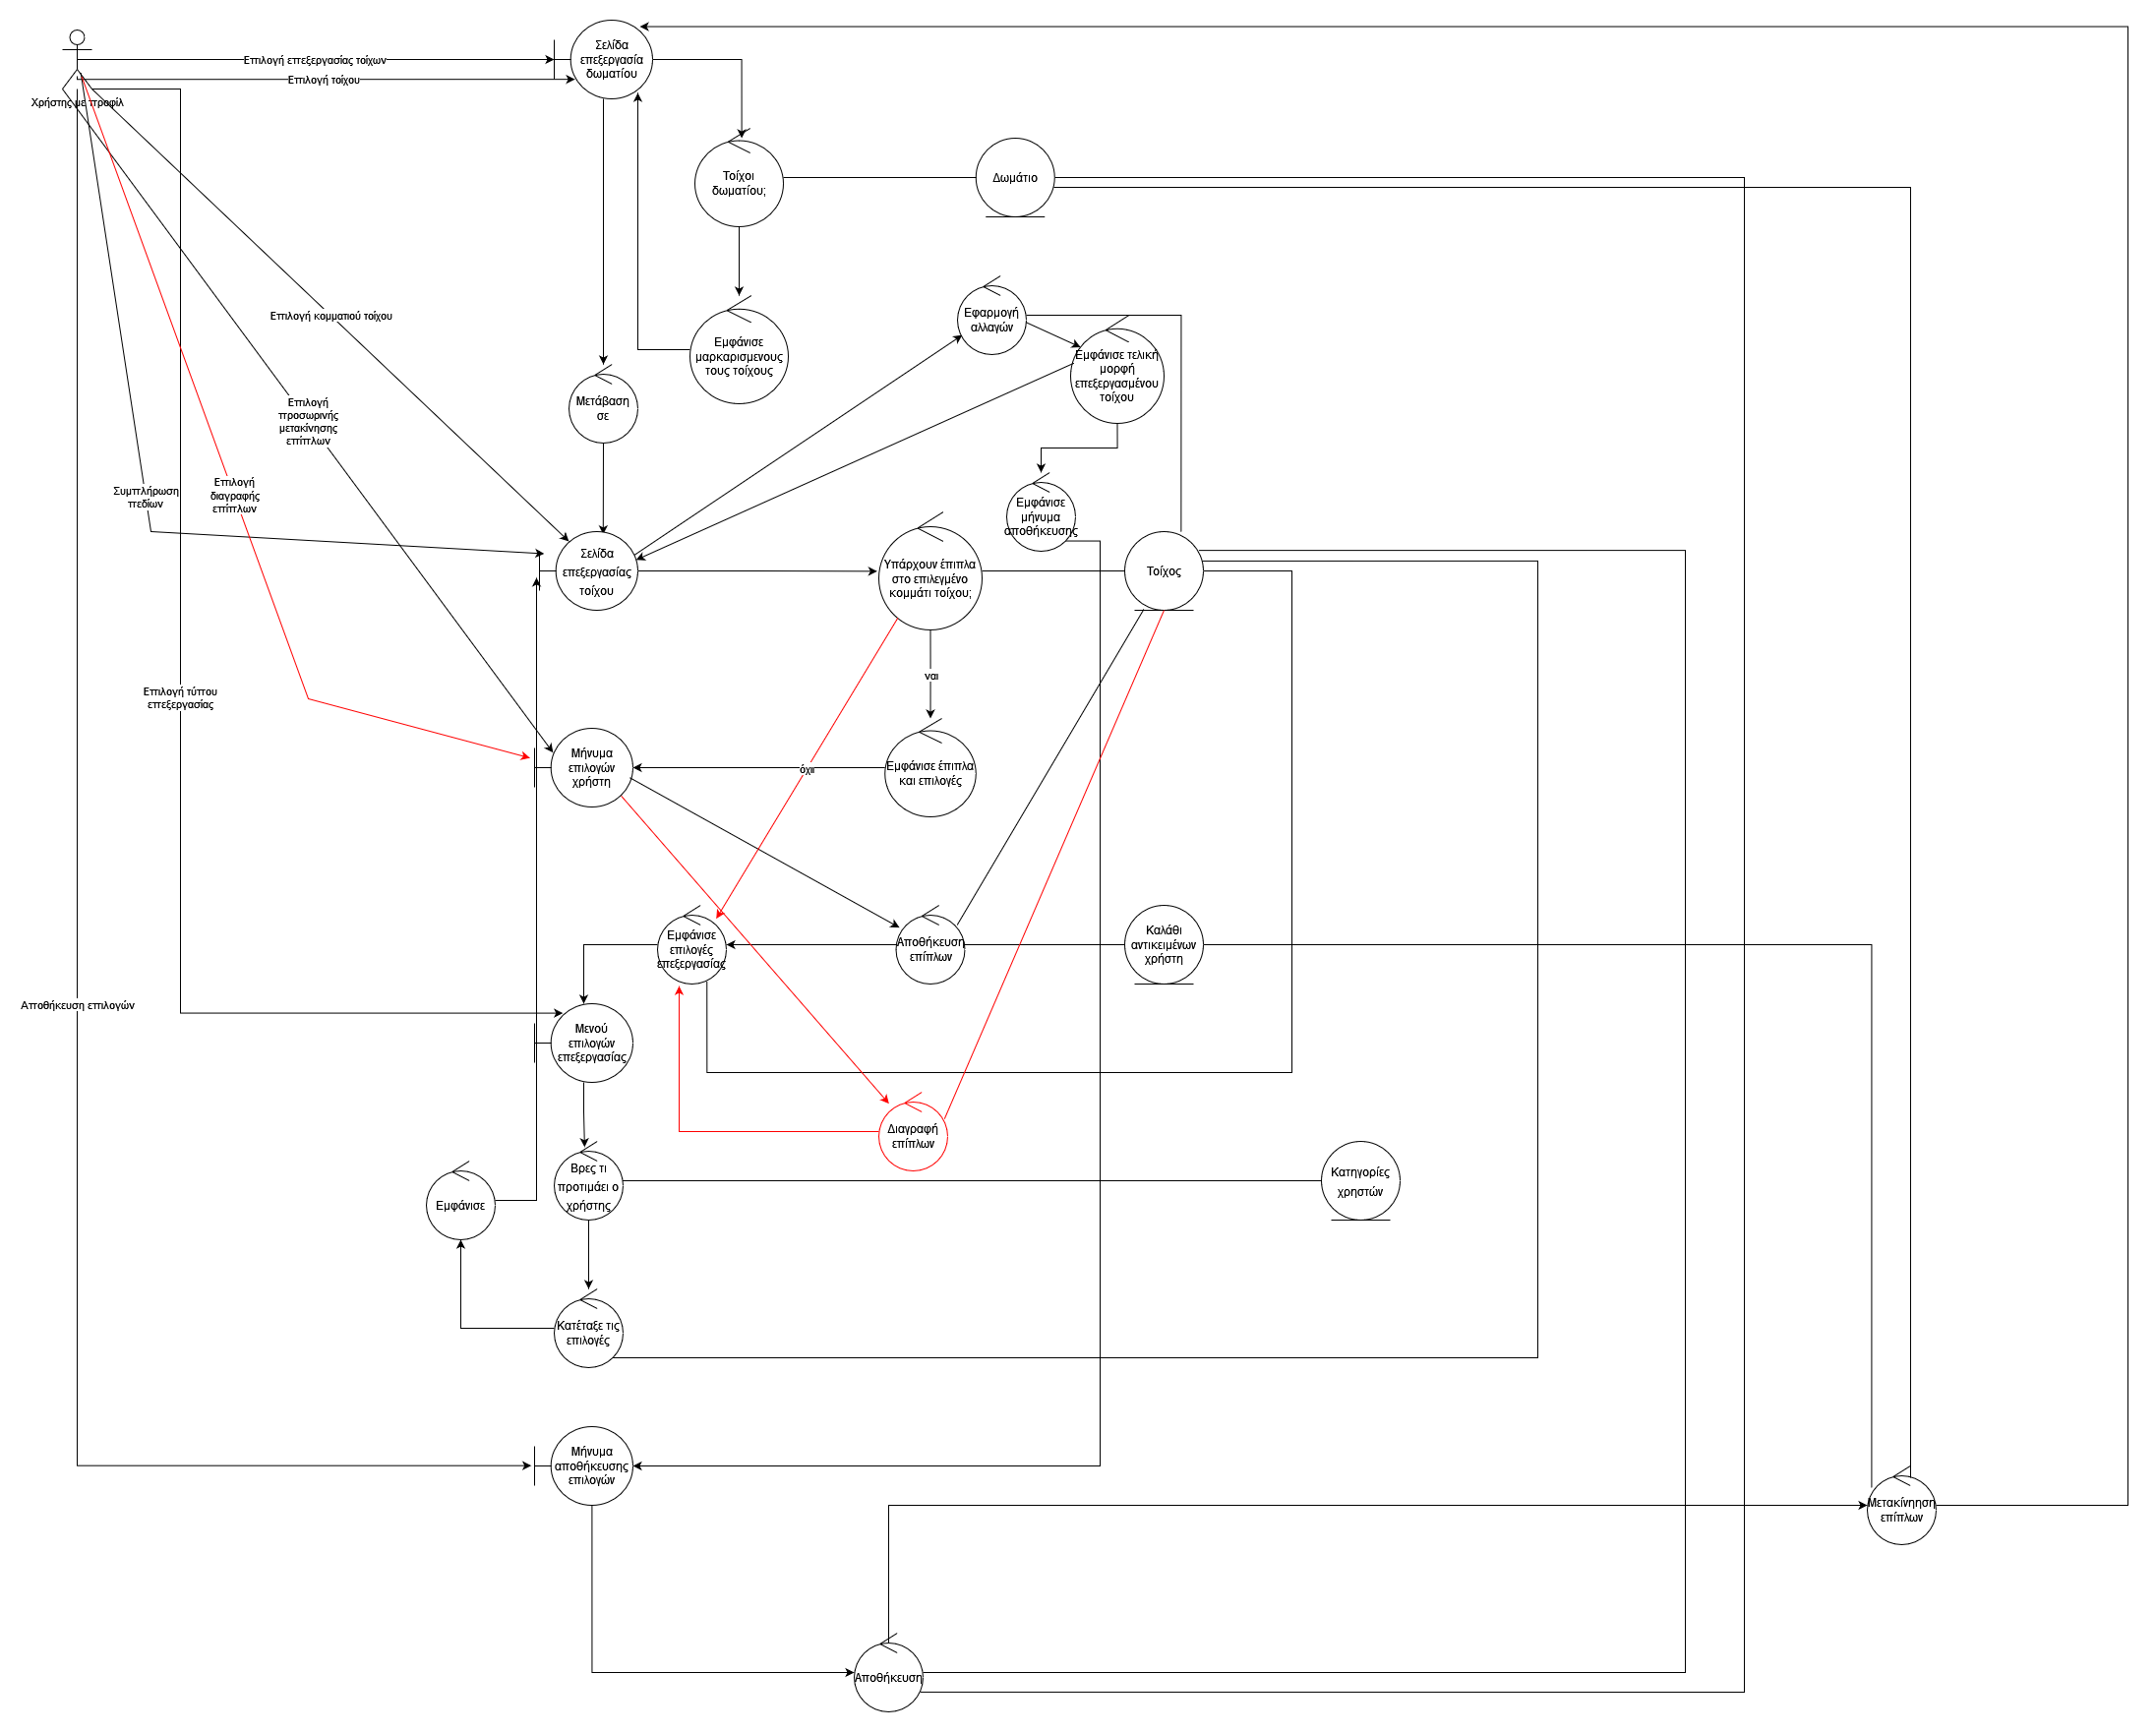 Σελίδα
επεξεργασία
δωματίου
Επιλογή επεξεργασίας τοίχων
Επιλογή τοίχου
Χρήστης με προφίλ
Τοίχοι
δωματίου;
Δωμάτιο
Επιλογή κομματιού τοίχου
Εφαρμογή
αλλαγών
Εμφάνισε
μαρκαρισμενους
τους τοίχους
Εμφάνισε τελική
μορφή
επεξεργασμένου
τοίχου
Μετάβαση
σε
Επιλογή
προσωρινής
μετακίνησης
επίπλων
Συμπλήρωση
πεδίων
Επιλογή
διαγραφής
επίπλων
Εμφάνισε
μήνυμα
αποθήκευσης
Σελίδα
επεξεργασίας
τοίχου
Υπάρχουν έπιπλα
στο επιλεγμένο
κομμάτι τοίχου;
Τοίχος
ναι
Επιλογή τύπου
επεξεργασίας
Μήνυμα
επιλογών
χρήστη
όχιι
Εμφάνισε έπιπλα
και επιλογές
Εμφάνισε
επιλογές
επεξεργασίας
Αποθήκευση
επίπλων
Καλάθι
αντικειμένων
χρήστη
Αποθήκευση επιλογών
Μενού
επιλογών
επεξεργασίας
Διαγραφή
επίπλων
Βρες τι
προτιμάει ο
χρήστης
Κατηγορίες
χρηστών
Εμφάνισε
Κατέταξε τις
επιλογές
Μήνυμα
αποθήκευσης
επιλογών
Μετακίνηηση
επίπλων
Αποθήκευση